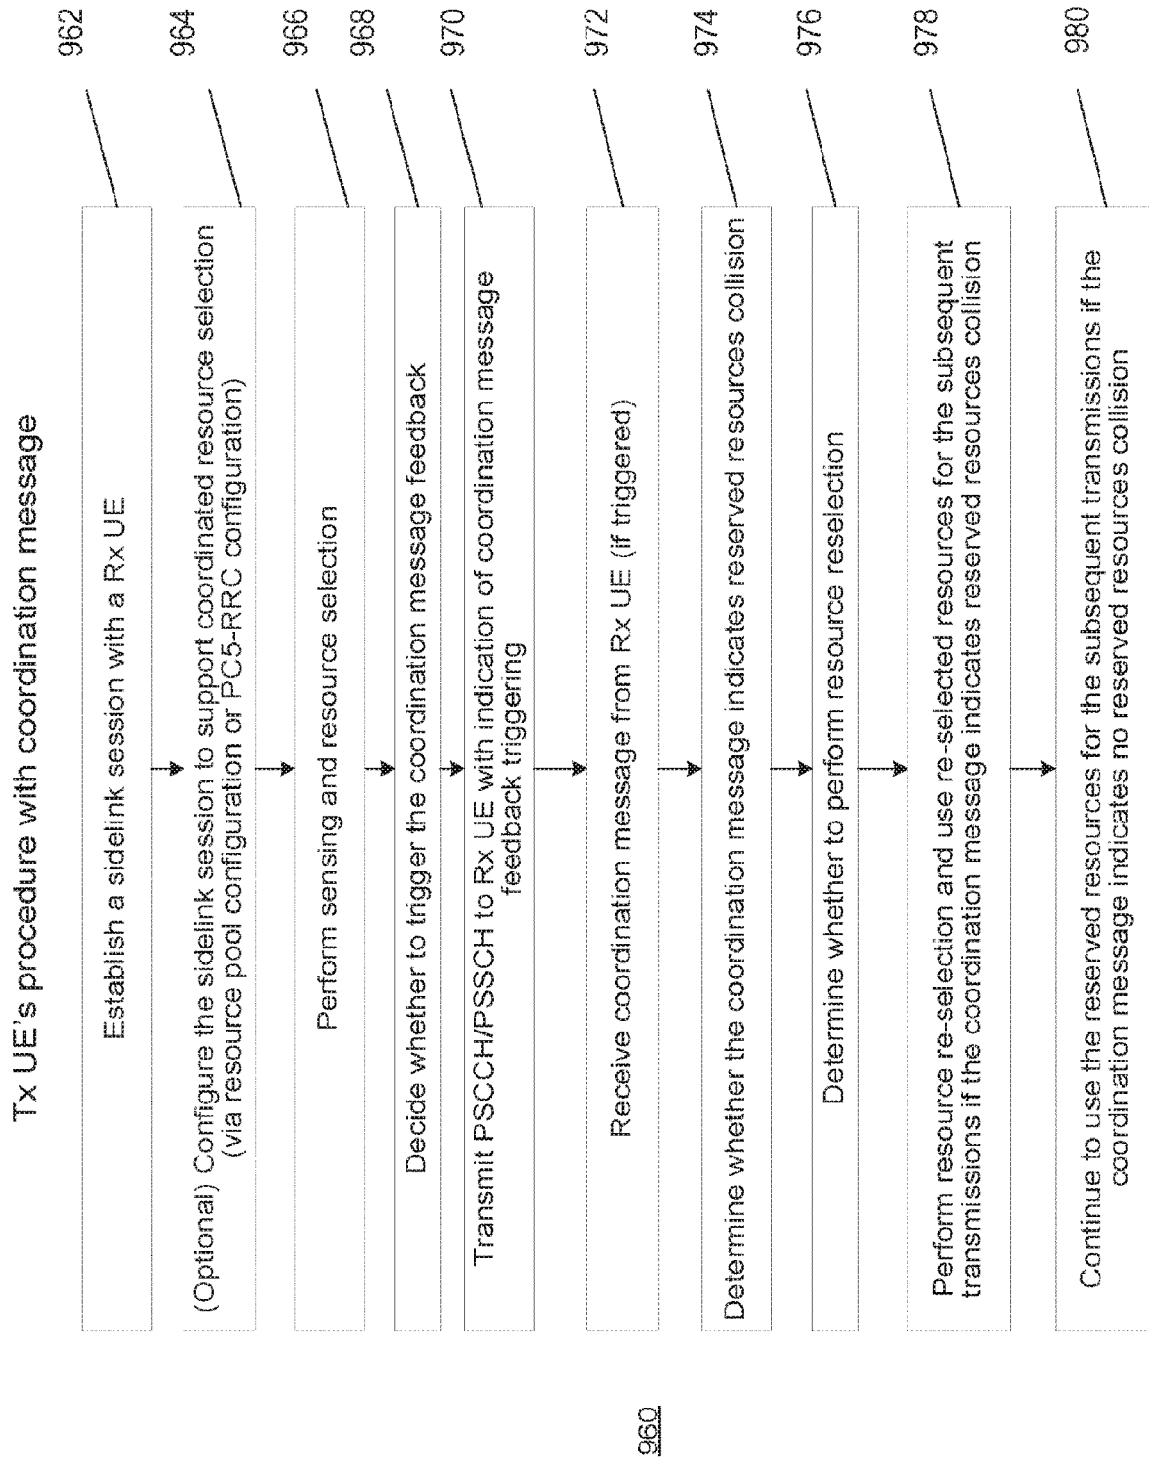 Tx UE's procedure with coordination message
962
Establish a sidelink session with a Rx UE
964
(Optional) Configure the sidelink session to support coordinated resource selection
(via resource pool configuration or PC5-RRC configuration)
966
Perform sensing and resource selection
968
Decide whether to trigger the coordination message feedback
970
Transmit PSCCH/PSSCH to Rx UE with indication of coordination message
feedback triggering
972
Receive coordination message from Rx UE (if triggered)
974
Determine whether the coordination message indicates reserved resources collision
976
Determine whether to perform resource reselection
978
Perform resource re-selection and use re-selected resources for the subsequent
transmissions if the coordination message indicates reserved resources collision
980
Continue to use the reserved resources for the subsequent transmissions if the
coordination message indicates no reserved resources collision
960